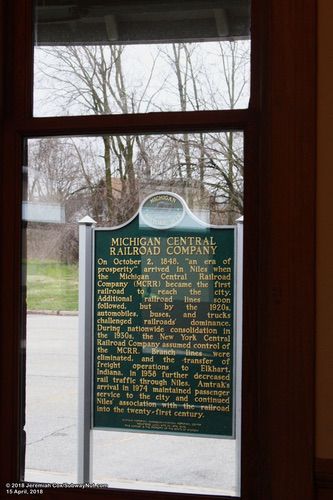 MICHIGAN
MICHIGAN CENTRAL
RAILROAD COMPANY
On October 2, 1848, "an era of
prosperity" arrived in Niles when
the Michigan Central Railroad
Company (MCRR) became the first
railroad to reach the city.
Additional railroad lines soon
followed, but by the 1920s,
automobiles, buses, and trucks
challenged railroads' dominance.
During nationwide consolidation in
the 1930s, the New York Central
Railroad Company assumed control of
the MCRR. Branch lines were
eliminated, and the transfer of
freight operations to Elkhart,
Indiana, in 1958 further decreased
rail traffic through Niles. Amtrak's
arrival in 1974 maintained passenger
service to the city and continued
Niles' association with the railroad
into the twenty-first century.
© 2018 Jeremiah Cox/SubwayNut.com
15 April, 2018